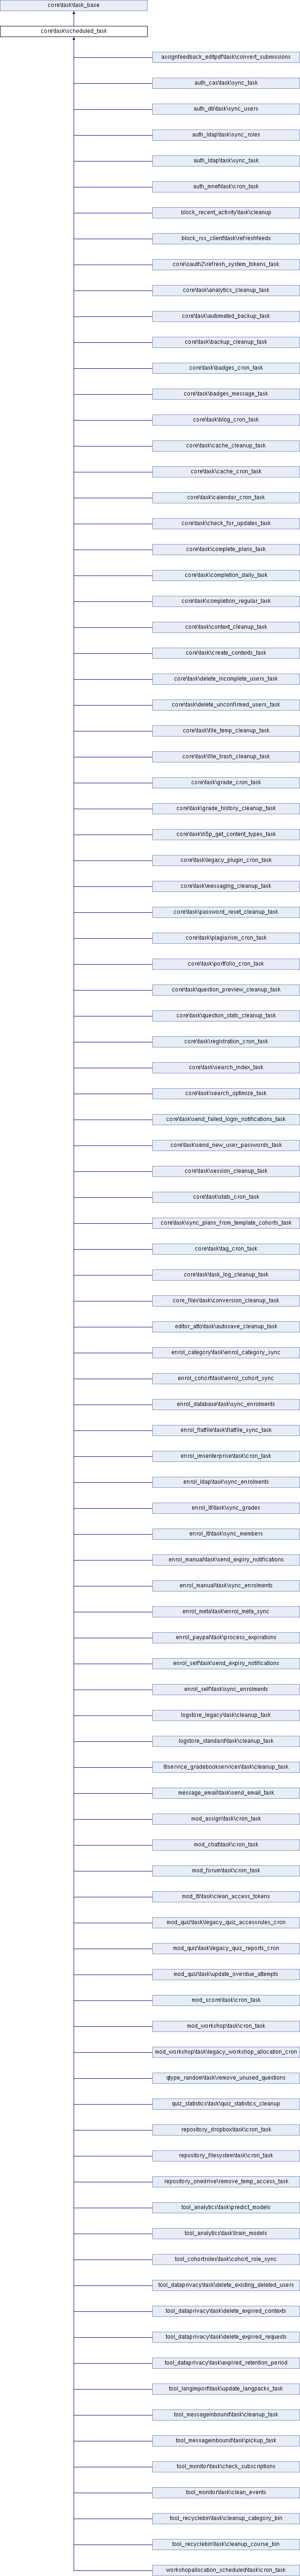 core\task\task_base
core\task\scheduled_task
assignfeedback_editpdf\task\convert_submissions
auth_cas\task\sync_task
auth_db\task\sync_users
auth_ldap\task\sync_roles
auth_ldap\task\sync_task
auth_mnet\task\cron_task
block_recent_activity\task\cleanup
block_rss_client\task\refreshfeeds
core\oauth2\refresh_system_tokens_task
core\task\analytics_cleanup_task
core\task\automated_backup_task
core\task\backup_cleanup_task
core\task\badges_cron_task
core\task\badges_message_task
core\task\blog_cron_task
core\task\cache_cleanup_task
core\task\cache_cron_task
core\task\calendar_cron_task
core\task\check_for_updates_task
core\task\complete_plans_task
core\task\completion_daily_task
core\task\completion_regular_task
core\task\context_cleanup_task
core\task\create_contexts_task
core\task\delete_incomplete_users_task
core\task\delete_unconfirmed_users_task
core\task\file_temp_cleanup_task
core\task\file_trash_cleanup_task
core\task\grade_cron_task
core\task\grade_history_cleanup_task
core\task\h5p_get_content_types_task
core\task\legacy_plugin_cron_task
core\task\messaging_cleanup_task
core\task\password_reset_cleanup_task
core\task\plagiarism_cron_task
core\task\portfolio_cron_task
core\task\question_preview_cleanup_task
core\task\question_stats_cleanup_task
core\task\registration_cron_task
core\task\search_index_task
core\task\search_optimize_task
core\task\send_failed_login_notifications_task
core\task\send_new_user_passwords_task
core\task\session_cleanup_task
core\task\stats_cron_task
core\task\sync_plans_from_template_cohorts_task
core\task\tag_cron_task
core\task\task_log_cleanup_task
core_files\task\conversion_cleanup_task
editor_atto\task\autosave_cleanup_task
enrol_category\task\enrol_category_sync
enrol_cohort\task\enrol_cohort_sync
enrol_database\task\sync_enrolments
enrol_flatfile\task\flatfile_sync_task
enrol_imsenterprise\task\cron_task
enrol_ldap\task\sync_enrolments
enrol_lti\task\sync_grades
enrol_lti\task\sync_members
enrol_manual\task\send_expiry_notifications
enrol_manual\task\sync_enrolments
enrol_meta\task\enrol_meta_sync
enrol_paypal\task\process_expirations
enrol_self\task\send_expiry_notifications
enrol_self\task\sync_enrolments
logstore_legacy\task\cleanup_task
logstore_standard\task\cleanup_task
ltiservice_gradebookservices\task\cleanup_task
message_email\task\send_email_task
mod_assign\task\cron_task
mod_chat\task\cron_task
mod_forum\task\cron_task
mod_lti\task\clean_access_tokens
mod_quiz\task\legacy_quiz_accessrules_cron
mod_quiz\task\legacy_quiz_reports_cron
mod_quiz\task\update_overdue_attempts
mod_scorm\task\cron_task
mod_workshop\task\cron_task
mod_workshop\task\legacy_workshop_allocation_cron
qtype_random\task\remove_unused_questions
quiz_statistics\task\quiz_statistics_cleanup
repository_dropbox\task\cron_task
repository_filesystem\task\cron_task
repository_onedrive\remove_temp_access_task
tool_analytics\task\predict_models
tool_analytics\task\train_models
tool_cohortroles\task\cohort_role_sync
tool_dataprivacy\task\delete_existing_deleted_users
tool_dataprivacy\task\delete_expired_contexts
tool_dataprivacy\task\delete_expired_requests
tool_dataprivacy\task\expired_retention_period
tool_langimport\task\update_langpacks_task
tool_messageinbound\task\cleanup_task
tool_messageinbound\task\pickup_task
tool_monitor\task\check_subscriptions
tool_monitor\task\clean_events
tool_recyclebin\task\cleanup_category_bin
tool_recyclebin\task\cleanup_course_bin
workshopallocation_scheduled\task\cron_task